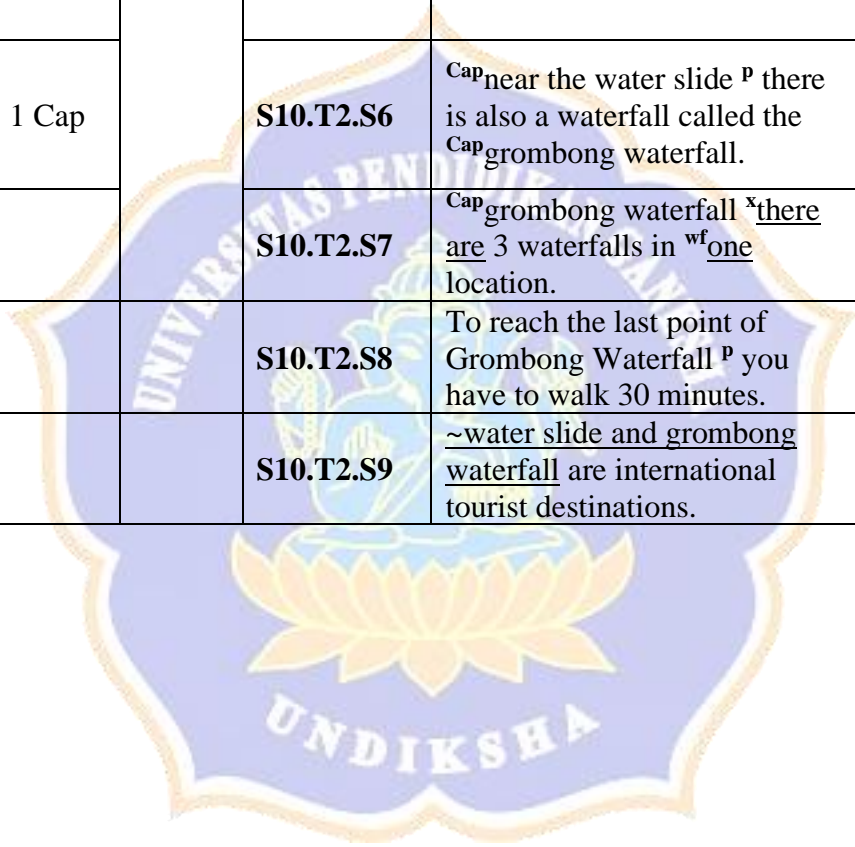 1 Cap
S10.T2.S6
Capnear the water slide p there
is also a waterfall called the
Capgrombong waterfall.
S10.T2.S7
Capgrombong waterfall xthere
are 3 waterfalls in wfone
location.
S10.T2.S8
To reach the last point of
Grombong Waterfall p you
have to walk 30 minutes.
S10.T2.S9
~water slide and grombong
waterfall are international
tourist destinations.
UNIVERSITAS PENDIDIKAN GANESHA
UNDIKSHA